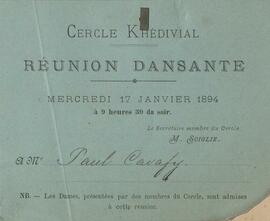 CERCLE KHÉDIVIAL
RÉUNION DANSANTE
MERCREDI 17 JANVIER 1894
à 9 heures 30 du soir.
Le Secrétaire membre du Cercle
M. SCIGLIE.
A Mr Paul Cavafy
NB. — Les Dames, présentées par des membres du Cercle, sont admises
à cette réunion.